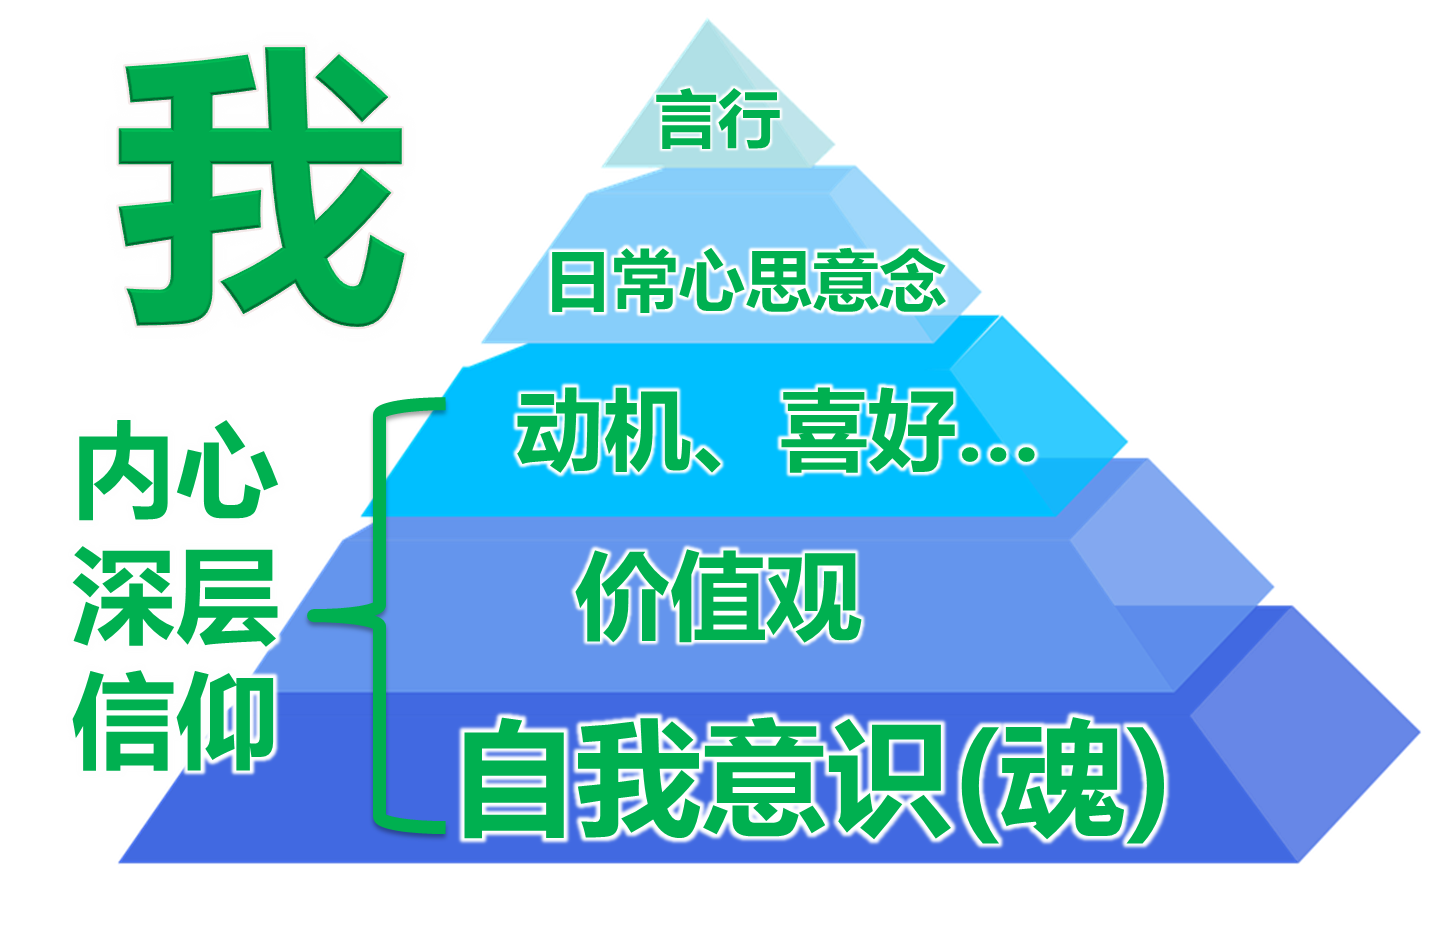 我
言行
日常心思意念
动机、喜好...
价值观
自我意识(魂)
内心
深层
信仰